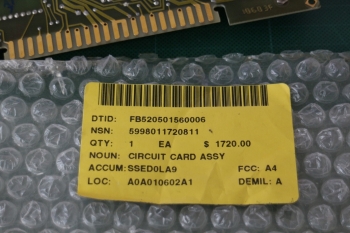 DTID: FB520501560006
NSN: 5998011720811
QTY: 1 EA $ 1720.00
NOUN: CIRCUIT CARD ASSY
ACCUM: SSED0LA9 FCC: A4
LOC: A0A010602A1 DEMIL: A